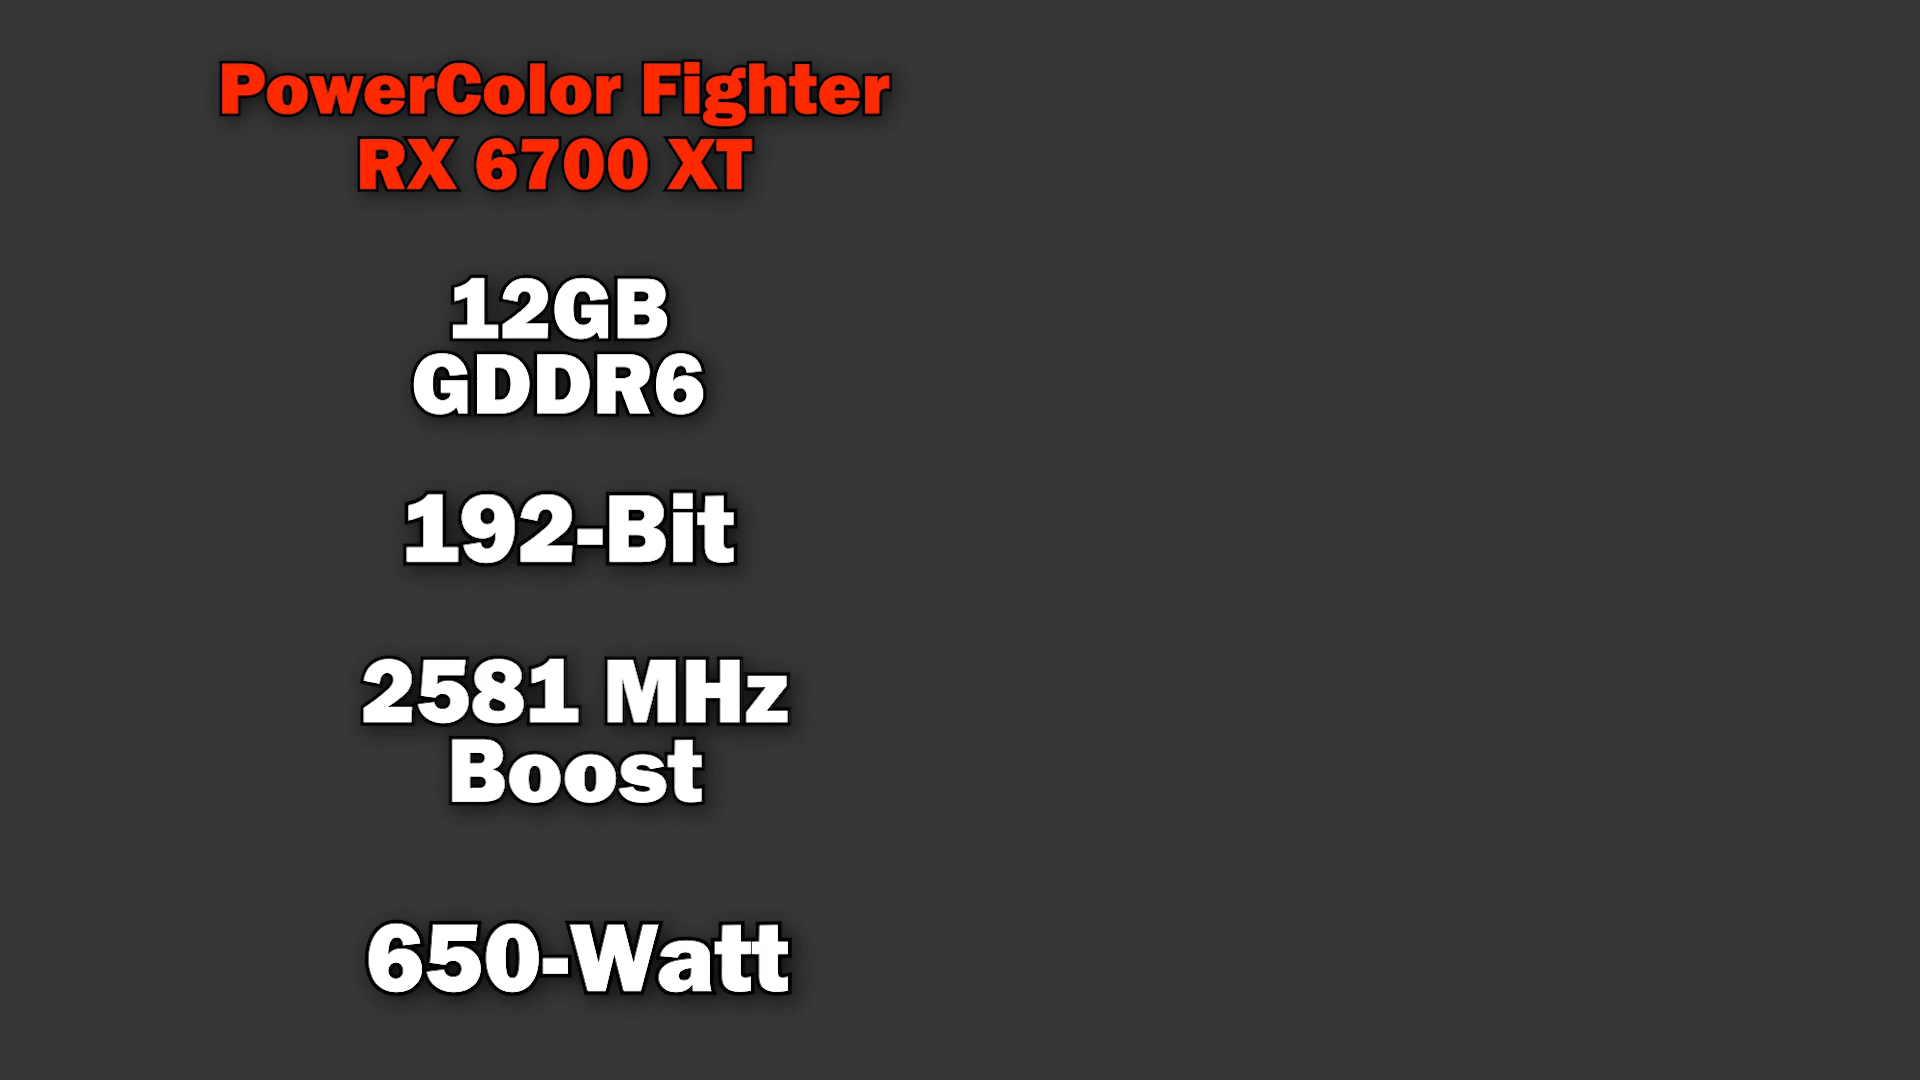 PowerColor Fighter
RX 6700 XT
12GB
GDDR6
192-Bit
2581 MHz
Boost
650-Watt